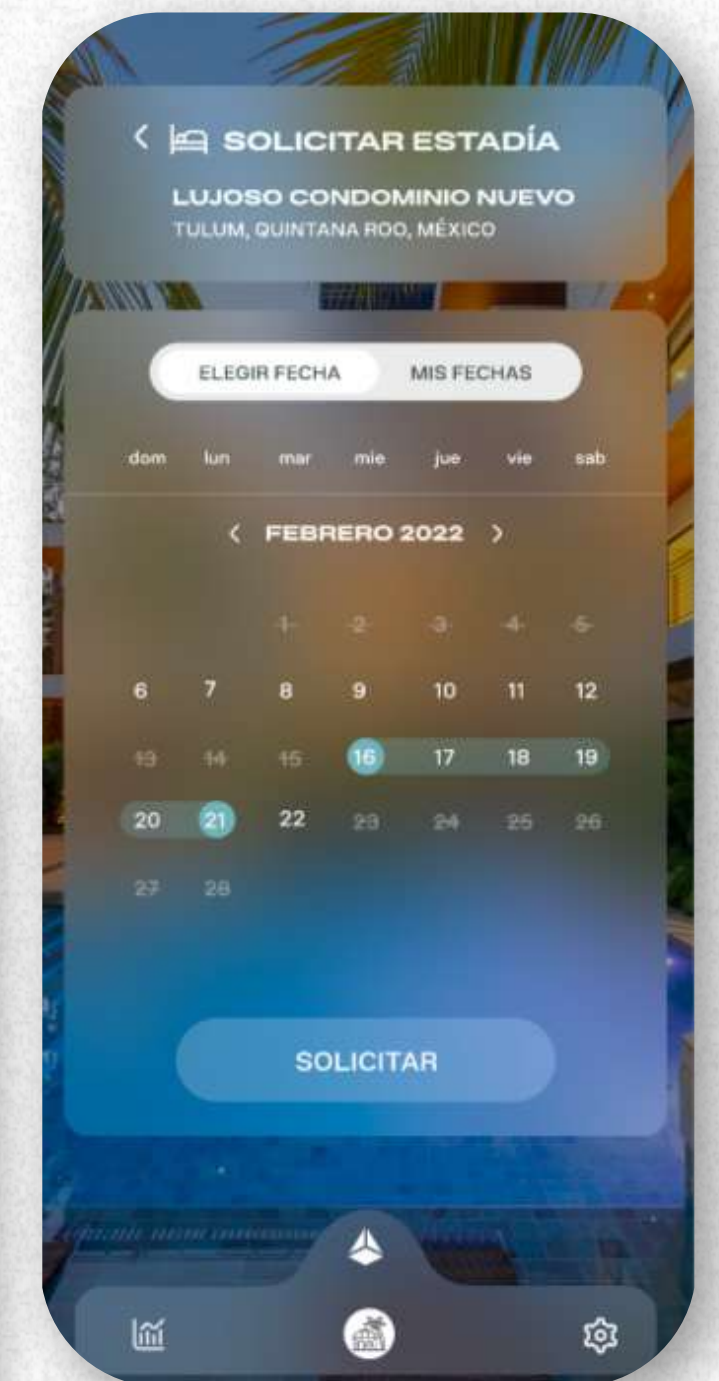 SOLICITAR ESTADÍA
LUJOSO CONDOMINIO NUEVO
TULUM, QUINTANA ROO, MÉXICO
ELEGIR FECHA MIS FECHAS
dom lun mar mie jue vie sab
< FEBRERO 2022 >
1 2 3 4 5
6 7 8 9 10 11 12
13 14 15 16 17 18 19
20 21 22 23 24 25 26
27 28
SOLICITAR